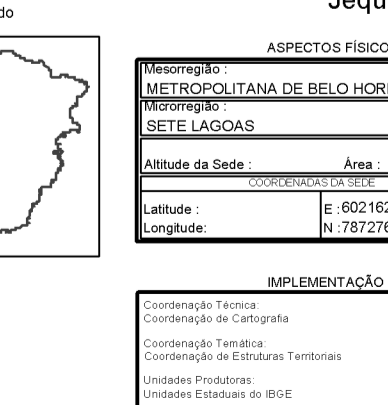 do
Jequ
ASPECTOS FÍSICO
Mesorregião :
METROPOLITANA DE BELO HORI
Microrregião :
SETE LAGOAS
Altitude da Sede : Área :
COORDENADAS DA SEDE
Latitude : E :602162
Longitude: N :787276
IMPLEMENTAÇÃO
Coordenação Técnica:
Coordenação de Cartografia
Coordenação Temática:
Coordenação de Estruturas Territoriais
Unidades Produtoras:
Unidades Estaduais do IBGE